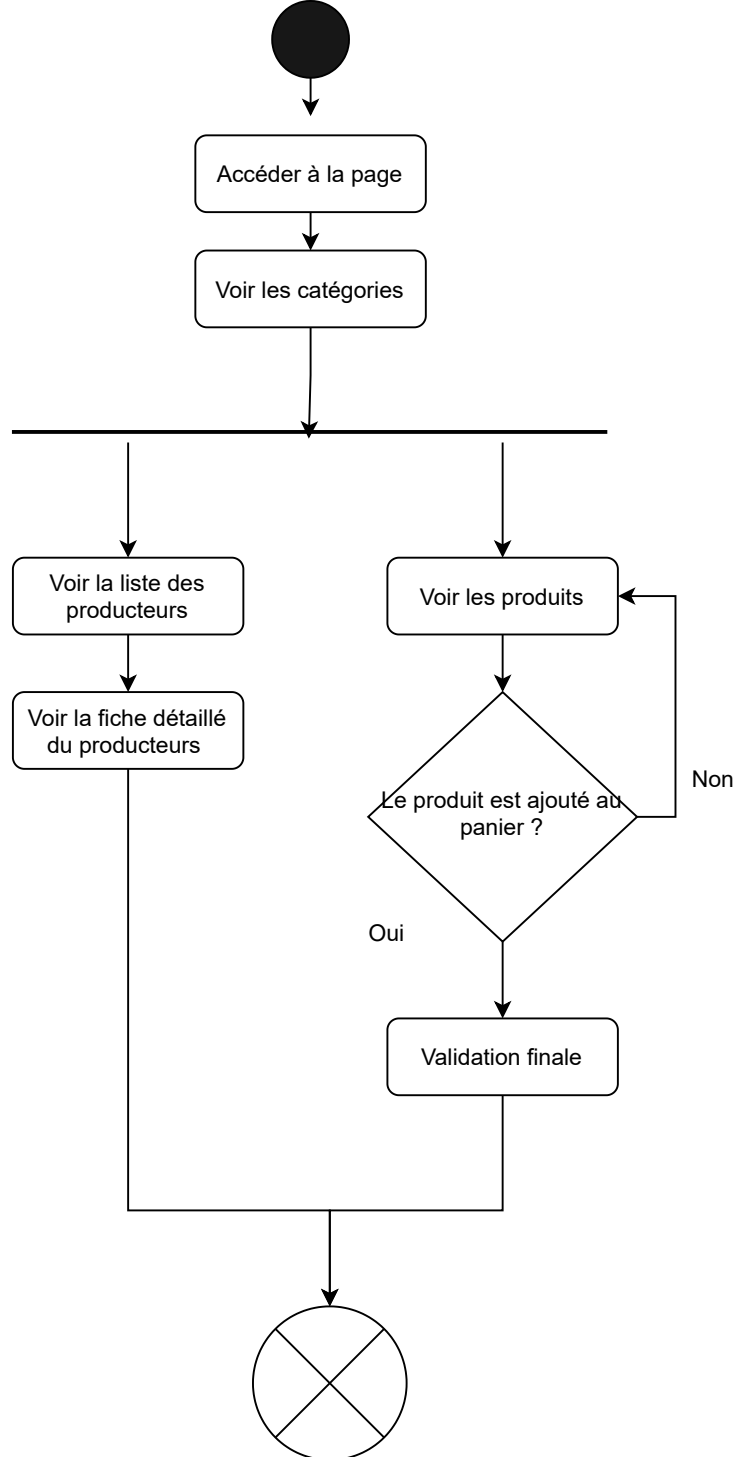 Accéder à la page
Voir les catégories
Voir la liste des
producteurs
Voir les produits
Voir la fiche détaillé
du producteurs
Le produit est ajouté au
panier ?
Non
Oui
Validation finale